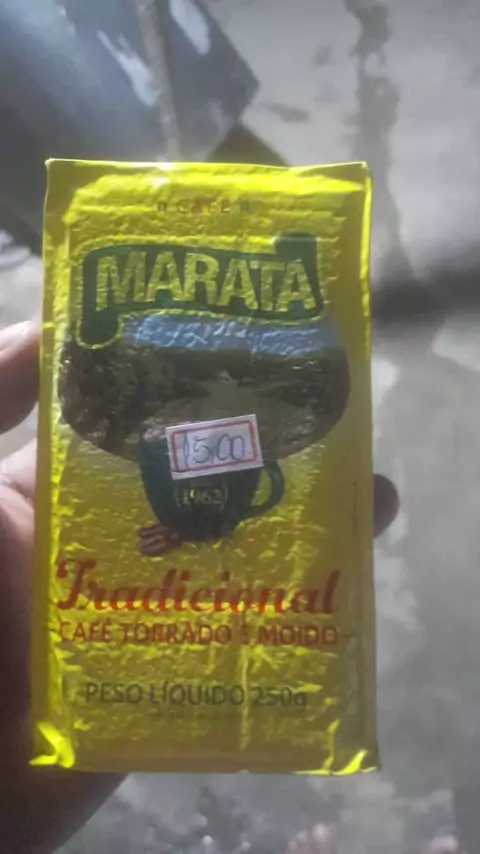 CAFÉ
MARATÁ
15,00
(1962)
Tradicional
CAFÉ TORRADO E MOÍDO
PESO LÍQUIDO 250g